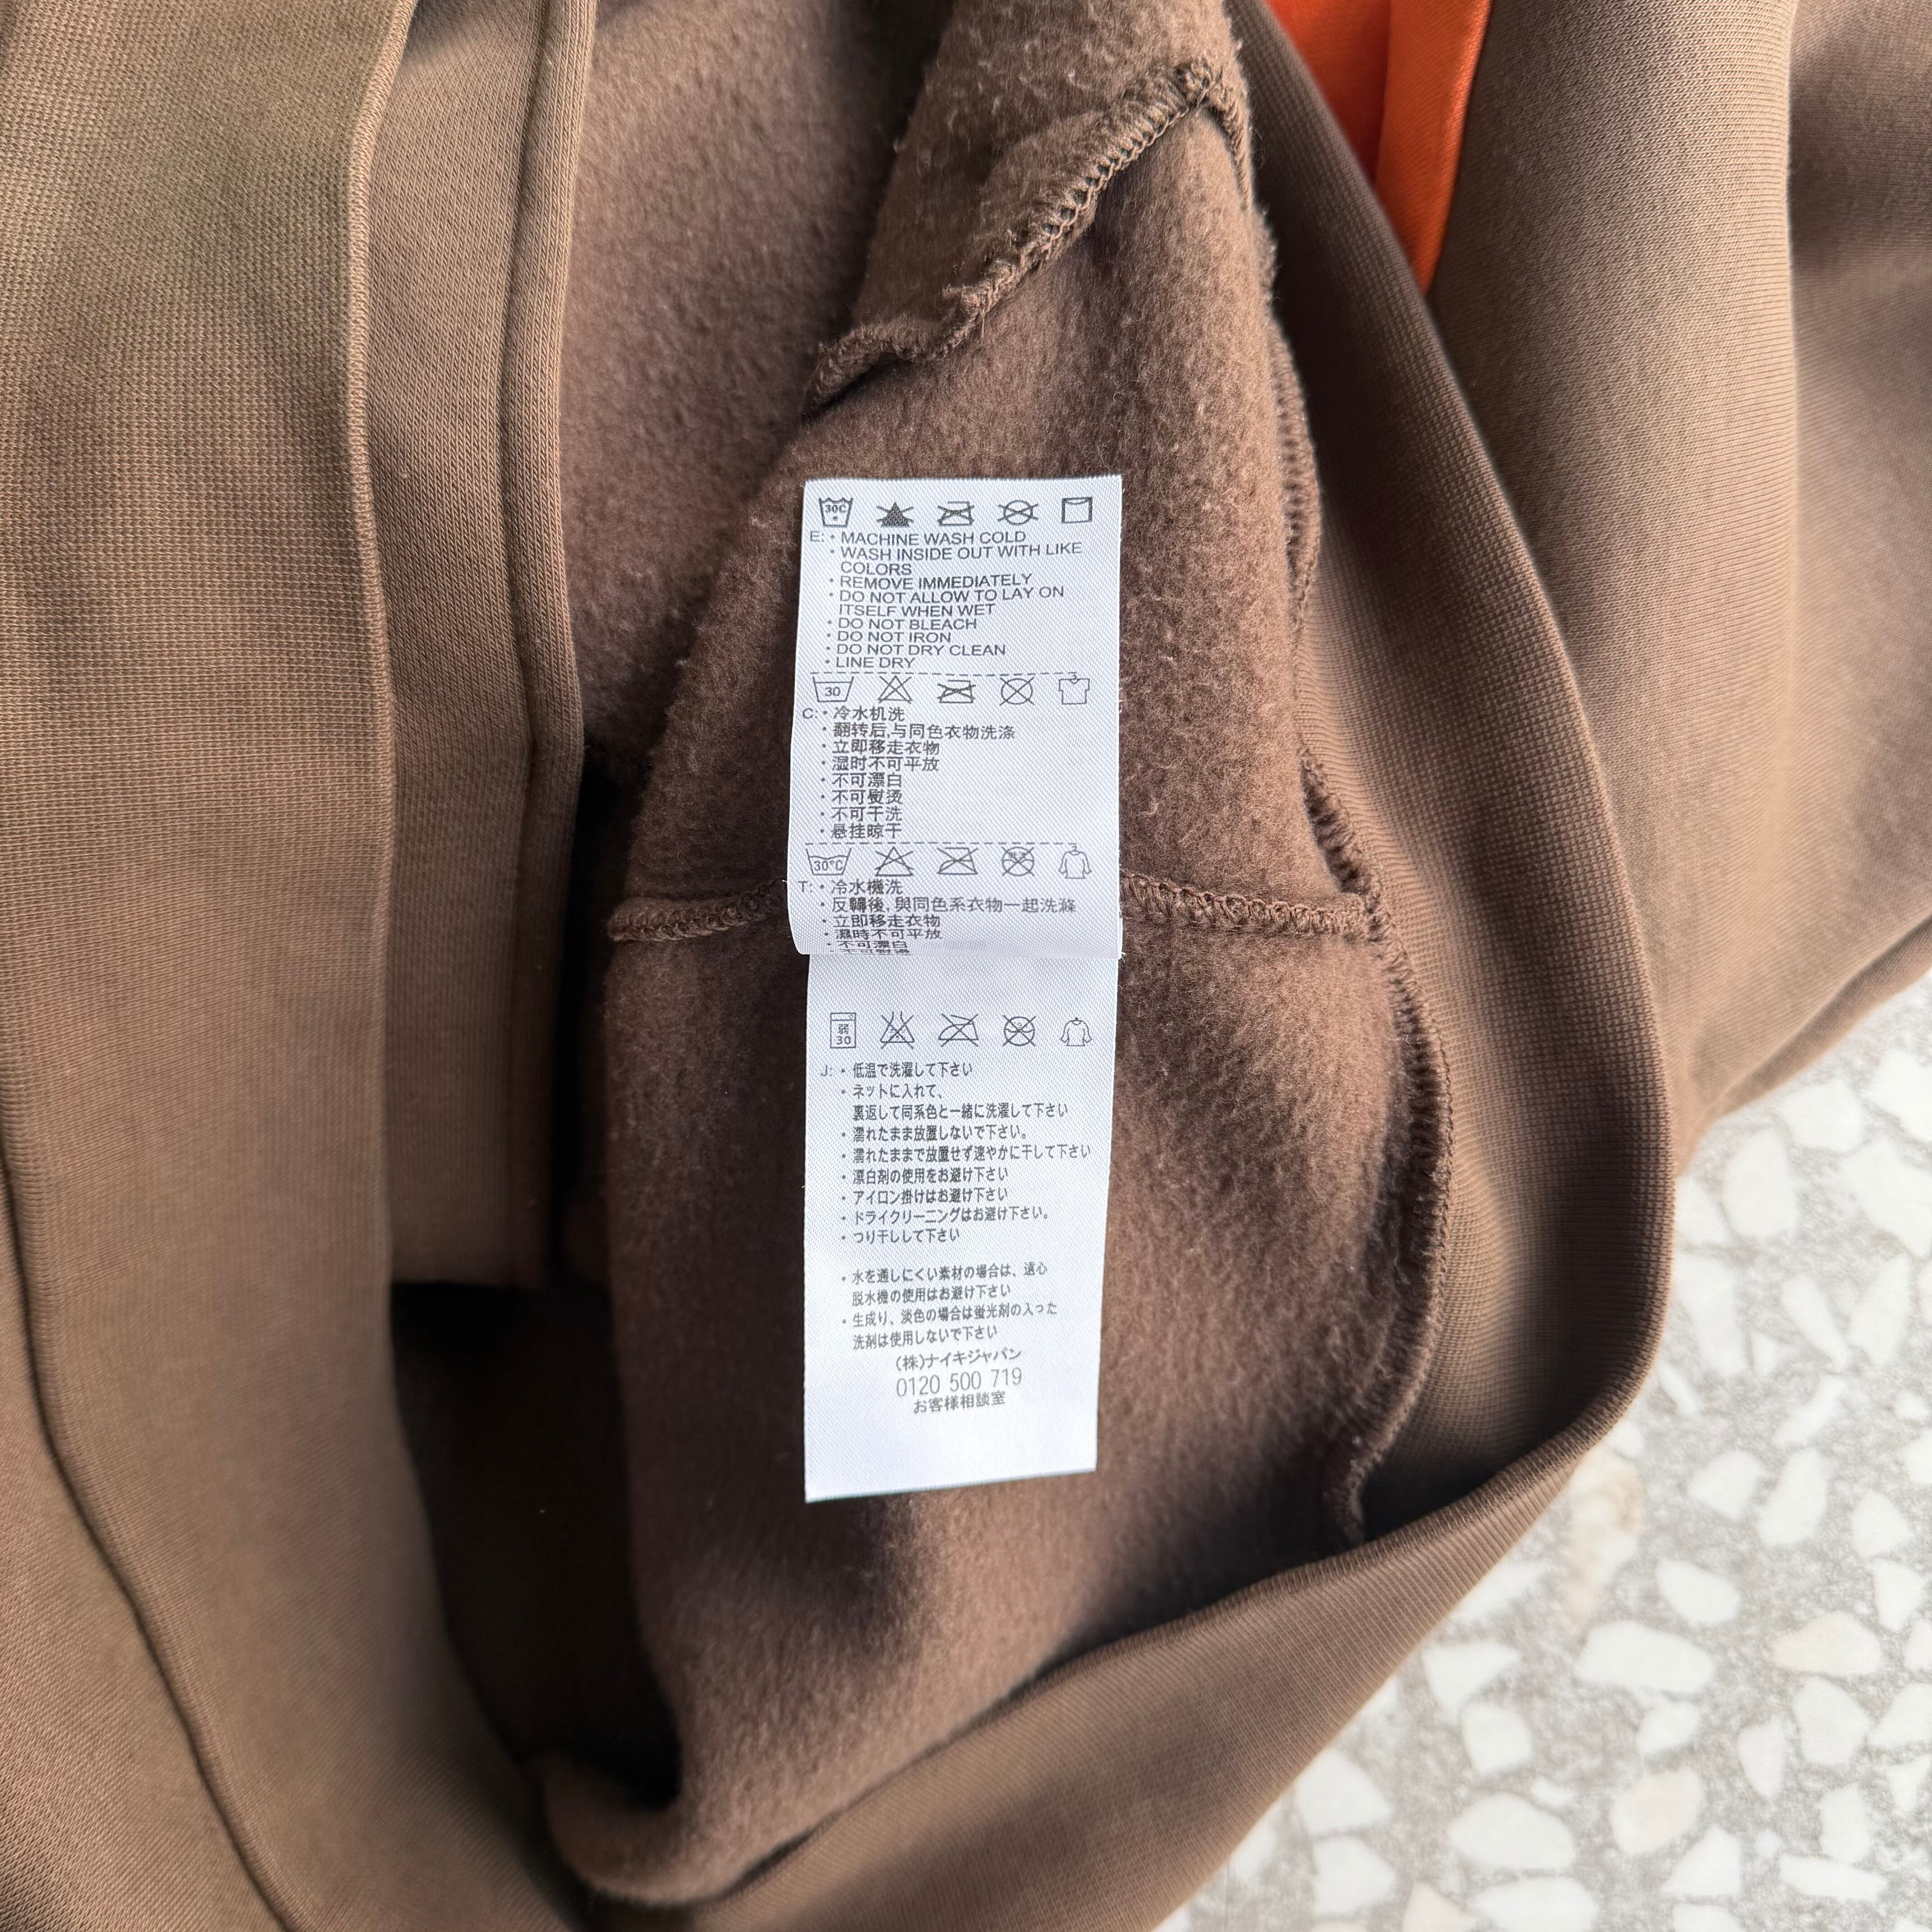 30C
E: • MACHINE WASH COLD
• WASH INSIDE OUT WITH LIKE
COLORS
• REMOVE IMMEDIATELY
• DO NOT ALLOW TO LAY ON
ITSELF WHEN WET
• DO NOT BLEACH
• DO NOT IRON
• DO NOT DRY CLEAN
• LINE DRY
30
C: • 冷水机洗
• 翻转后,与同色衣物洗涤
• 立即移走衣物
• 湿时不可平放
• 不可漂白
• 不可熨烫
• 不可干洗
• 悬挂晾干
30°C
T: • 冷水機洗
• 反轉後,與同色系衣物一起洗滌
• 立即移走衣物
• 濕時不可平放
• 不可漂白
弱
30
J: • 低温で洗濯して下さい
• ネットに入れて、
裏返して同系色と一緒に洗濯して下さい
• 濡れたまま放置しないで下さい。
• 濡れたままで放置せず速やかに干して下さい
• 漂白剤の使用をお避け下さい
• アイロン掛けはお避け下さい
• ドライクリーニングはお避け下さい。
• つり干しして下さい
• 水を通しにくい素材の場合は、遠心
脱水機の使用はお避け下さい
• 生成り、淡色の場合は蛍光剤の入った
洗剤は使用しないで下さい
(株)ナイキジャパン
0120 500 719
お客様相談室